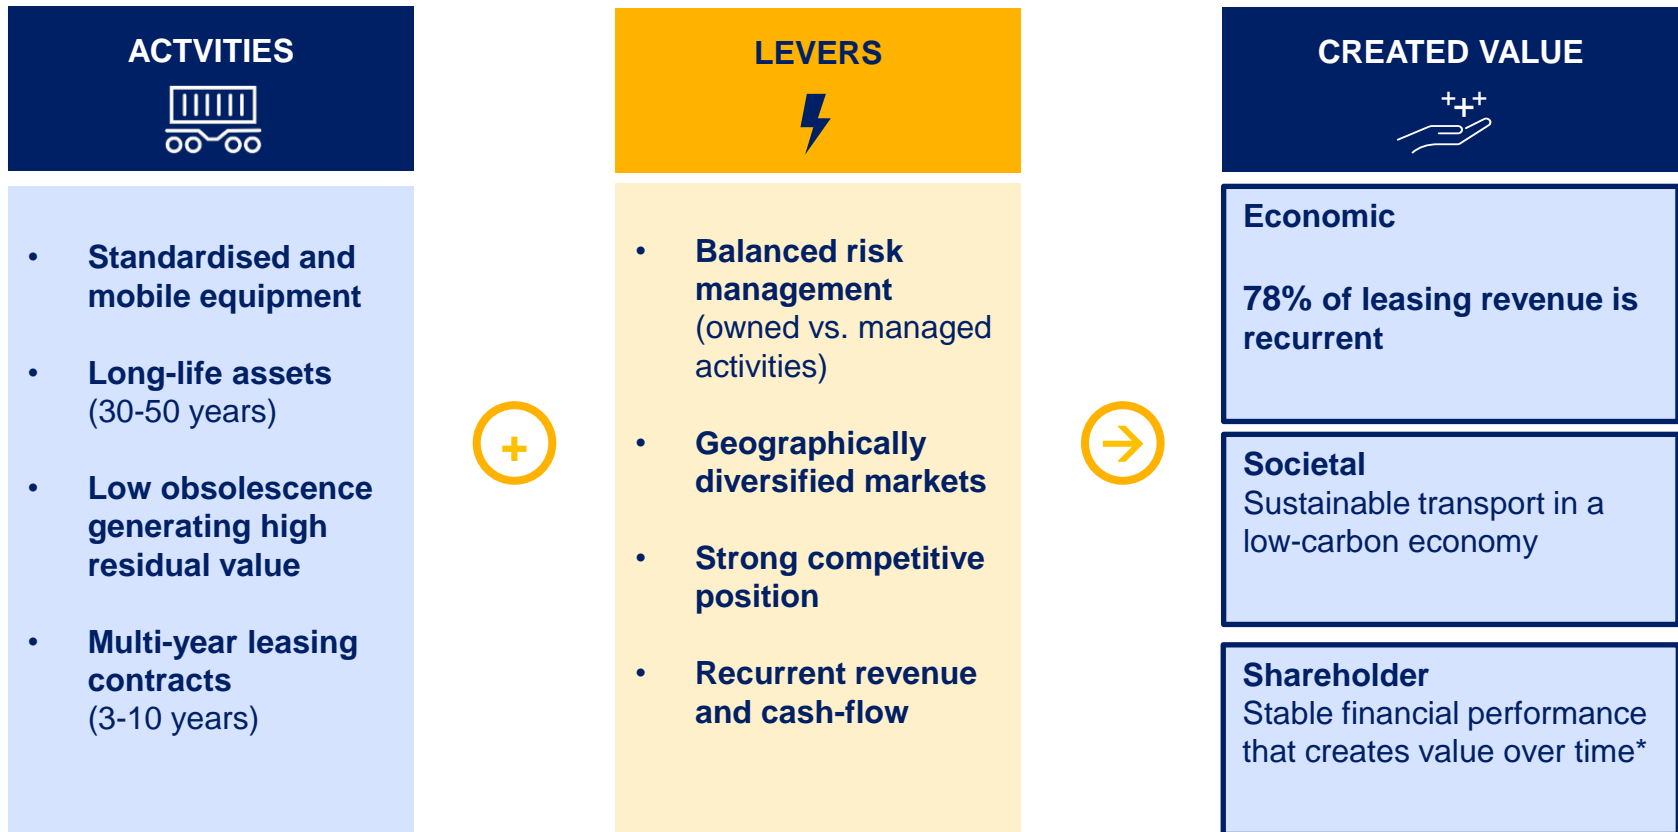 ACTVITIES
• Standardised and
mobile equipment
• Long-life assets
(30-50 years)
• Low obsolescence
generating high
residual value
• Multi-year leasing
contracts
(3-10 years)
+
LEVERS
• Balanced risk
management
(owned vs. managed
activities)
• Geographically
diversified markets
• Strong competitive
position
• Recurrent revenue
and cash-flow
→
CREATED VALUE
Economic
78% of leasing revenue is
recurrent
Societal
Sustainable transport in a
low-carbon economy
Shareholder
Stable financial performance
that creates value over time*